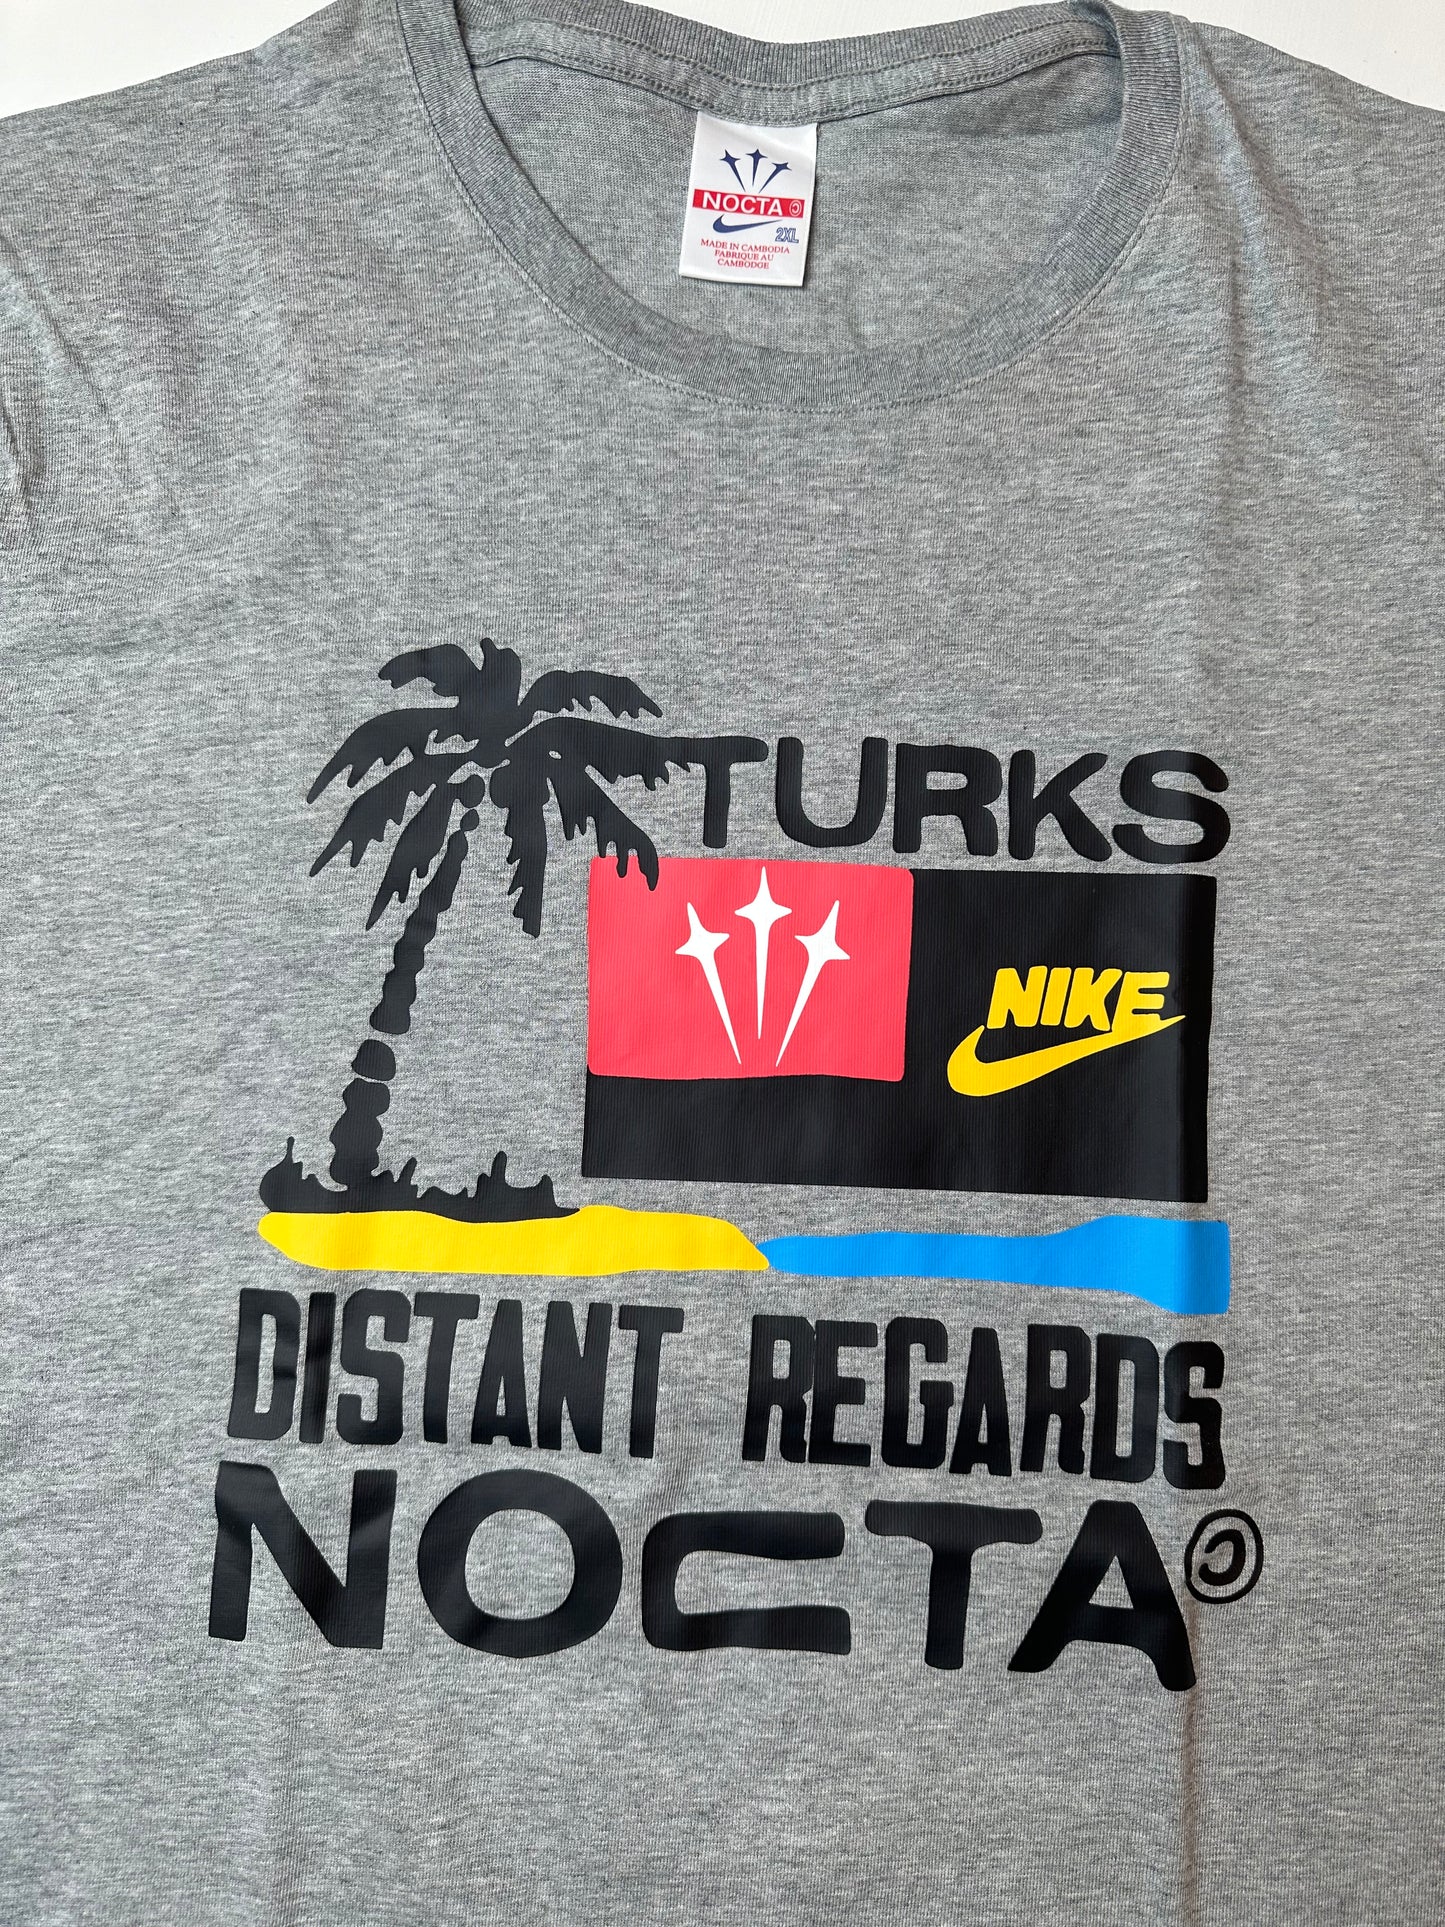 NOCTA ©
2XL
MADE IN CAMBODIA
FABRIQUE AU
CAMBODGE
TURKS
NIKE
DISTANT REGARDS
NOCTA©